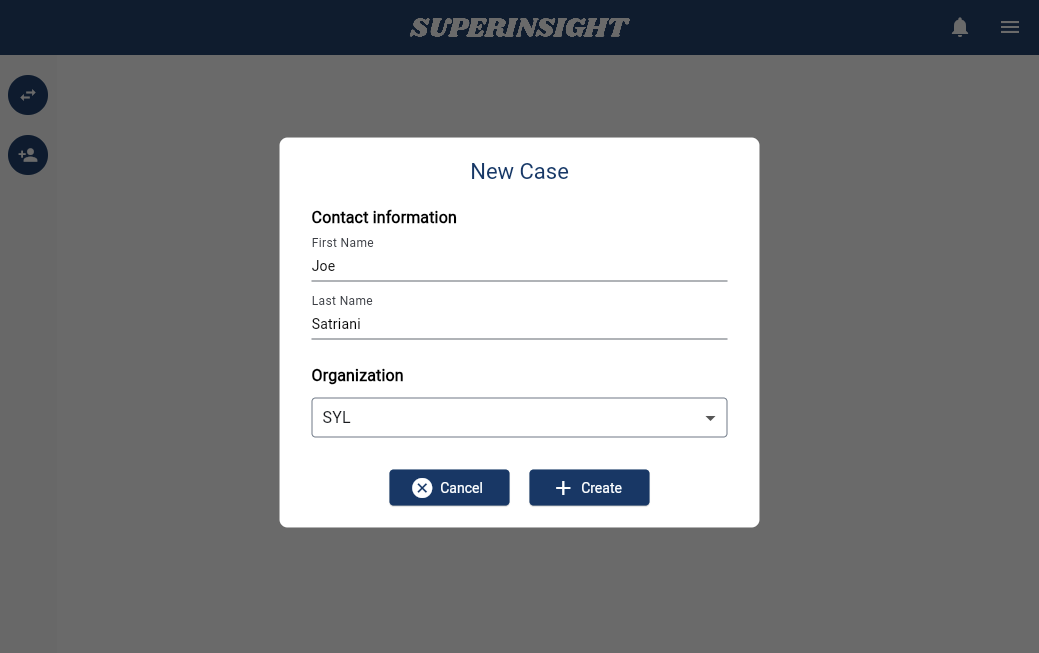 SUPERINSIGHT
New Case
Contact information
First Name
Joe
Last Name
Satriani
Organization
SYL
Cancel
Create